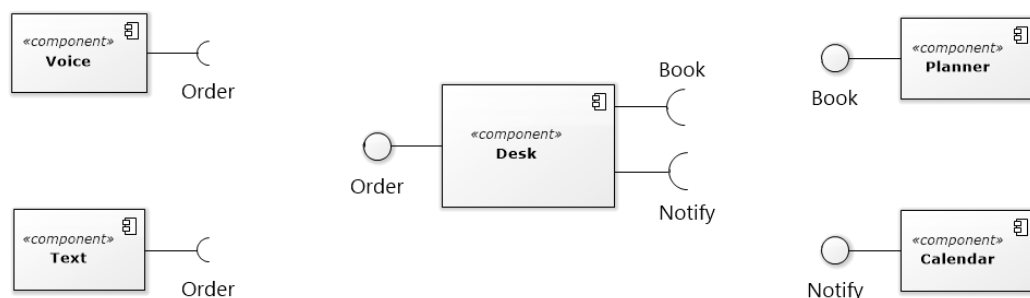 «component»
Voice
Order
«component»
Text
Order
Order
«component»
Desk
Book
Notify
Book
«component»
Planner
Notify
«component»
Calendar